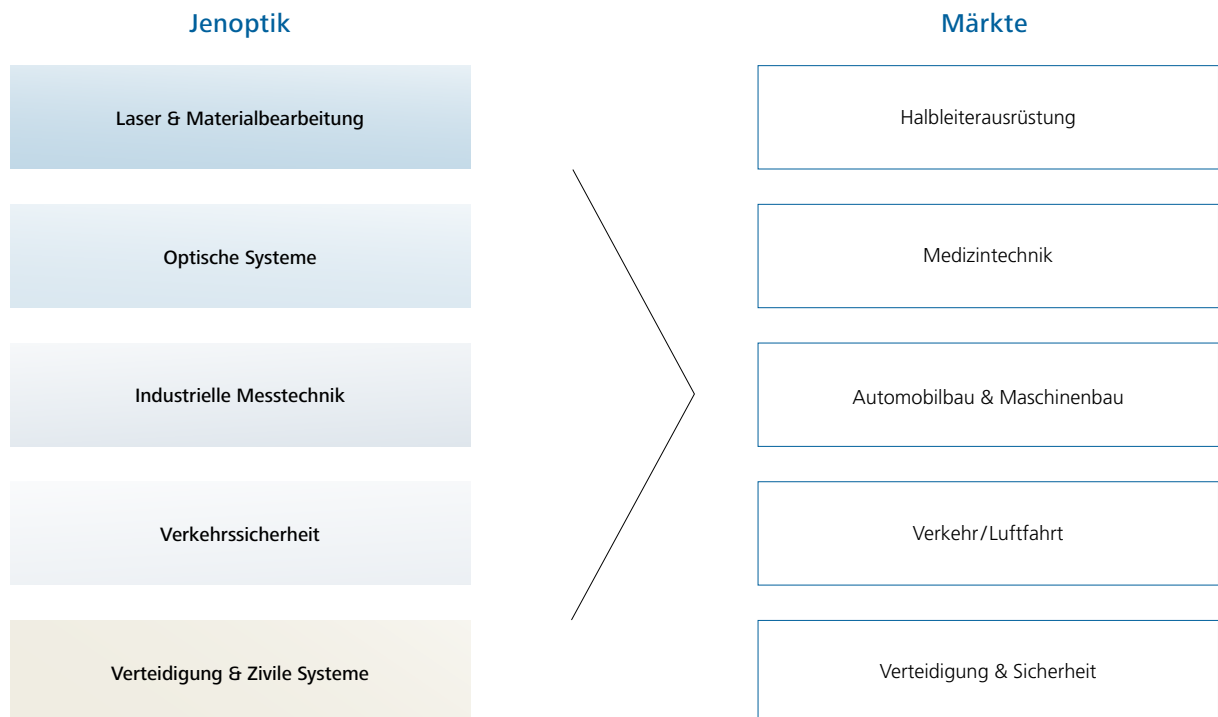 Jenoptik
Märkte
Laser & Materialbearbeitung
Halbleiterausrüstung
Optische Systeme
Medizintechnik
Industrielle Messtechnik
Automobilbau & Maschinenbau
Verkehrssicherheit
Verkehr/Luftfahrt
Verteidigung & Zivile Systeme
Verteidigung & Sicherheit